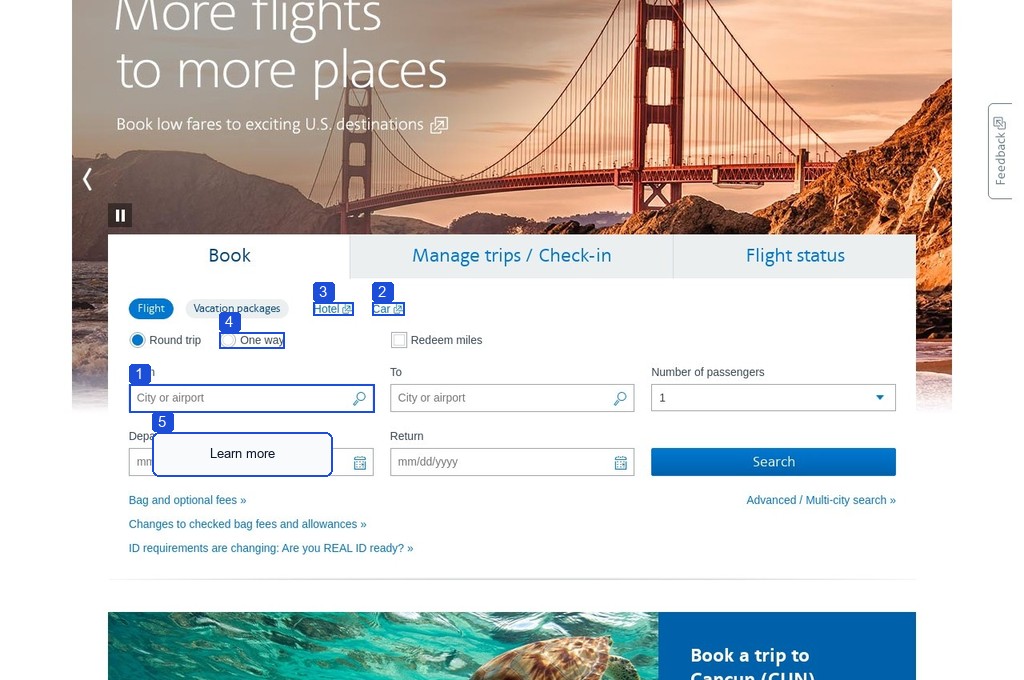 More flights
to more places
Book low fares to exciting U.S. destinations
Feedback
Book
Manage trips / Check-in
Flight status
3
2
Flight
Vacation packages
Hotel
Car
4
Round trip
One way
Redeem miles
1
To
Number of passengers
City or airport
City or airport
1
5
Depa
Return
mm
Learn more
mm/dd/yyyy
Search
Bag and optional fees »
Advanced / Multi-city search »
Changes to checked bag fees and allowances »
ID requirements are changing: Are you REAL ID ready? »
Book a trip to
Cancun (CUN)